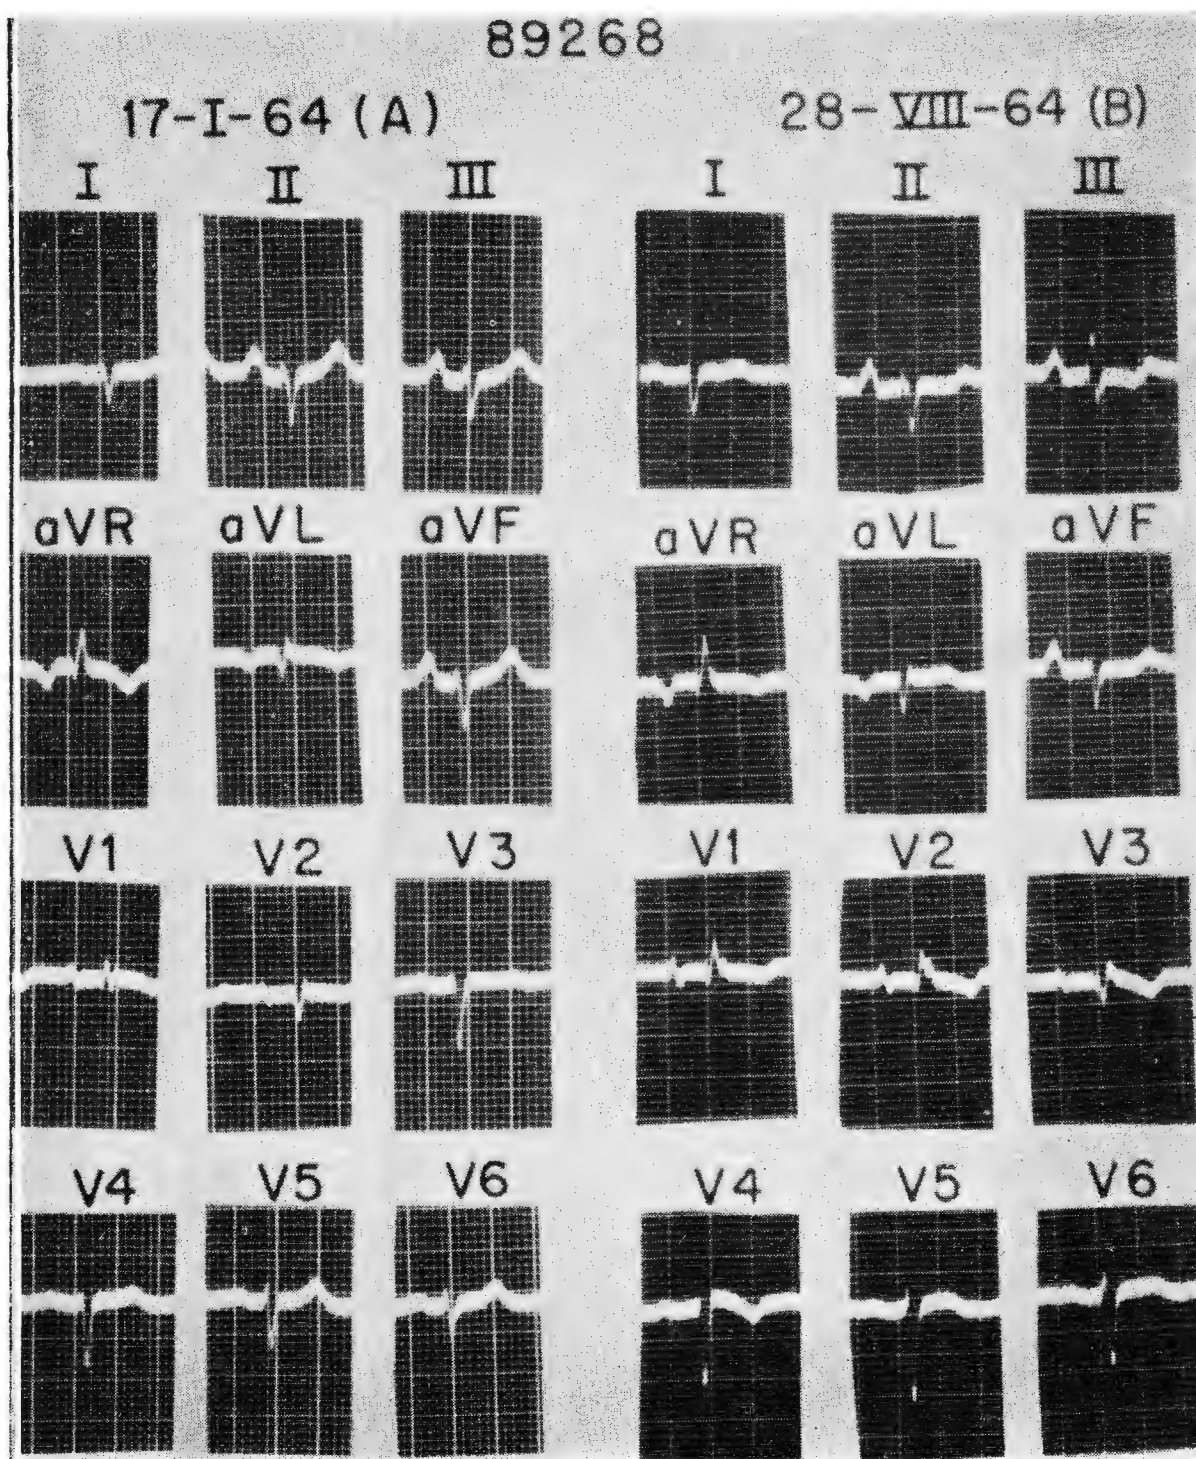 89268
17-I-64 (A)
28-VIII-64 (B)
I II III I II III
aVR aVL aVF aVR aVL aVF
V1 V2 V3 V1 V2 V3
V4 V5 V6 V4 V5 V6